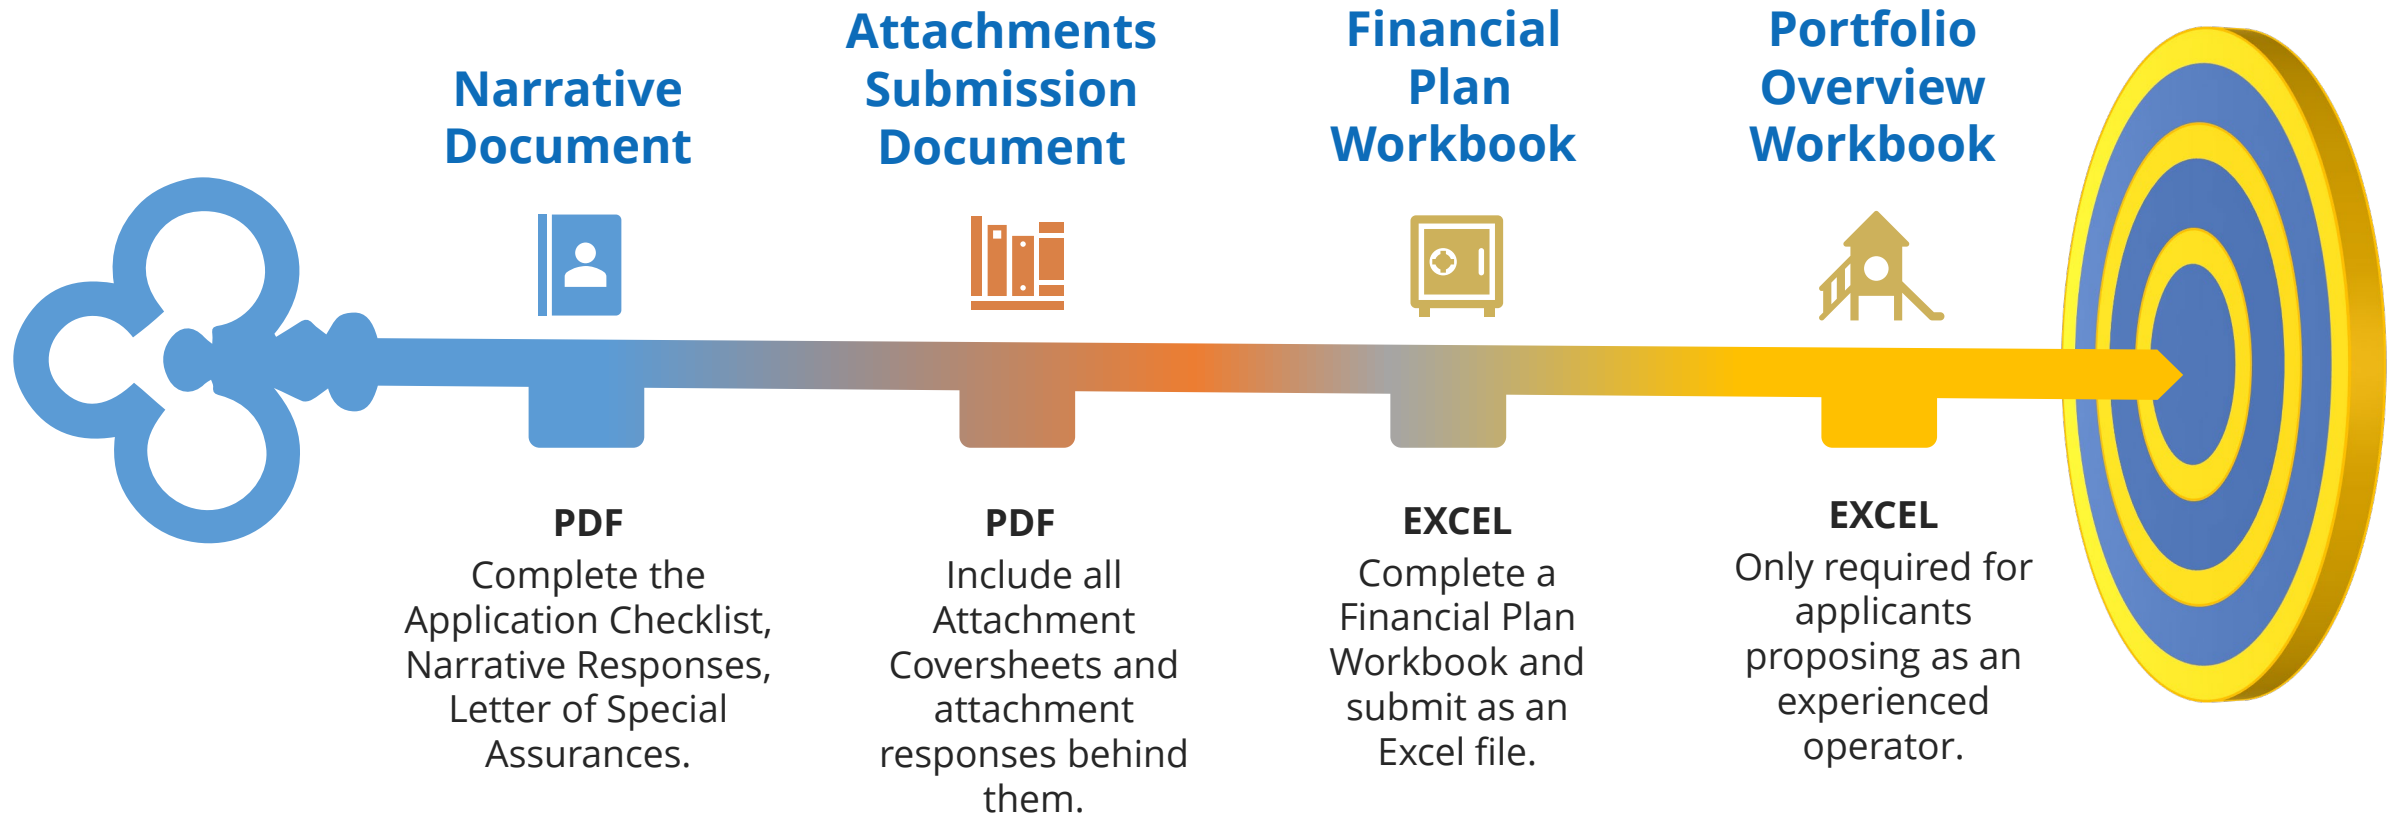 Narrative
Document
Attachments
Submission
Document
Financial
Plan
Workbook
Portfolio
Overview
Workbook
PDF
Complete the
Application Checklist,
Narrative Responses,
Letter of Special
Assurances.
PDF
Include all
Attachment
Coversheets and
attachment
responses behind
them.
EXCEL
Complete a
Financial Plan
Workbook and
submit as an
Excel file.
EXCEL
Only required for
applicants
proposing as an
experienced
operator.